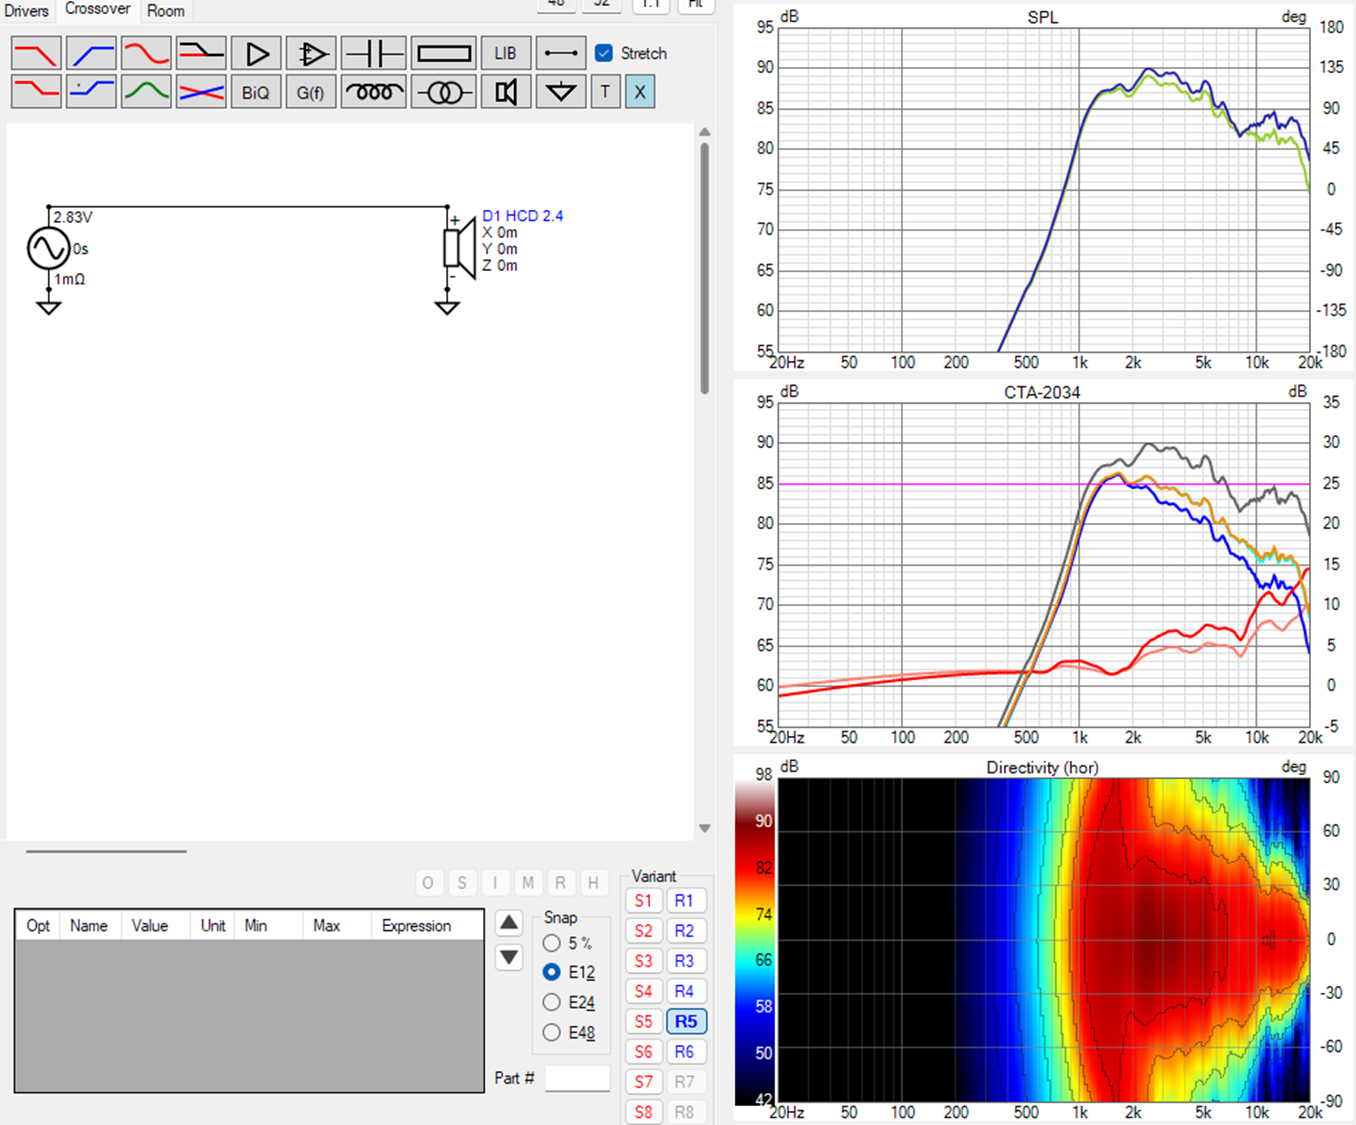 Drivers Crossover Room 48 52 1:1 Fit
LIB Stretch
BiQ G(f) T X
2.83V
0s
1mΩ
+
-
D1 HCD 2.4
X 0m
Y 0m
Z 0m
O S I M R H
Opt Name Value Unit Min Max Expression
Snap
5 %
E12
E24
E48
Part #
Variant
S1 R1
S2 R2
S3 R3
S4 R4
S5 R5
S6 R6
S7 R7
S8 R8
dB SPL deg
95 180
90 135
85 90
80 45
75 0
70 -45
65 -90
60 -135
55 -180
20Hz 50 100 200 500 1k 2k 5k 10k 20k
dB CTA-2034 dB
95 35
90 30
85 25
80 20
75 15
70 10
65 5
60 0
55 -5
20Hz 50 100 200 500 1k 2k 5k 10k 20k
dB Directivity (hor) deg
98 90
90 60
82 30
74 0
66 -30
58 -60
50 -90
42
20Hz 50 100 200 500 1k 2k 5k 10k 20k